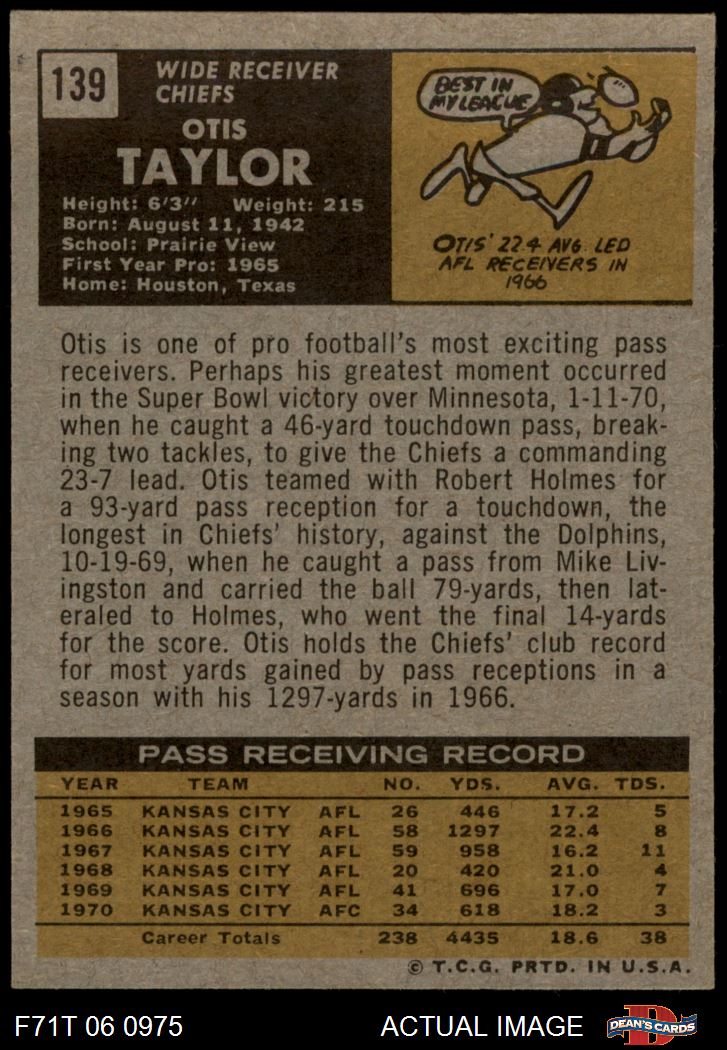 139
WIDE RECEIVER
CHIEFS
OTIS
TAYLOR
Height: 6'3" Weight: 215
Born: August 11, 1942
School: Prairie View
First Year Pro: 1965
Home: Houston, Texas
BEST IN
MY LEAGUE
OTIS' 22.4 AVG. LED
AFL RECEIVERS IN
1966
Otis is one of pro football's most exciting pass
receivers. Perhaps his greatest moment occurred
in the Super Bowl victory over Minnesota, 1-11-70,
when he caught a 46-yard touchdown pass, break-
ing two tackles, to give the Chiefs a commanding
23-7 lead. Otis teamed with Robert Holmes for
a 93-yard pass reception for a touchdown, the
longest in Chiefs' history, against the Dolphins,
10-19-69, when he caught a pass from Mike Liv-
ingston and carried the ball 79-yards, then lat-
eraled to Holmes, who went the final 14-yards
for the score. Otis holds the Chiefs' club record
for most yards gained by pass receptions in a
season with his 1297-yards in 1966.
PASS RECEIVING RECORD
YEAR TEAM NO. YDS. AVG. TDS.
1965 KANSAS CITY AFL 26 446 17.2 5
1966 KANSAS CITY AFL 58 1297 22.4 8
1967 KANSAS CITY AFL 59 958 16.2 11
1968 KANSAS CITY AFL 20 420 21.0 4
1969 KANSAS CITY AFL 41 696 17.0 7
1970 KANSAS CITY AFC 34 618 18.2 3
Career Totals 238 4435 18.6 38
© T.C.G. PRTD. IN U.S.A.
F71T 06 0975 ACTUAL IMAGE D DEAN'S CARDS